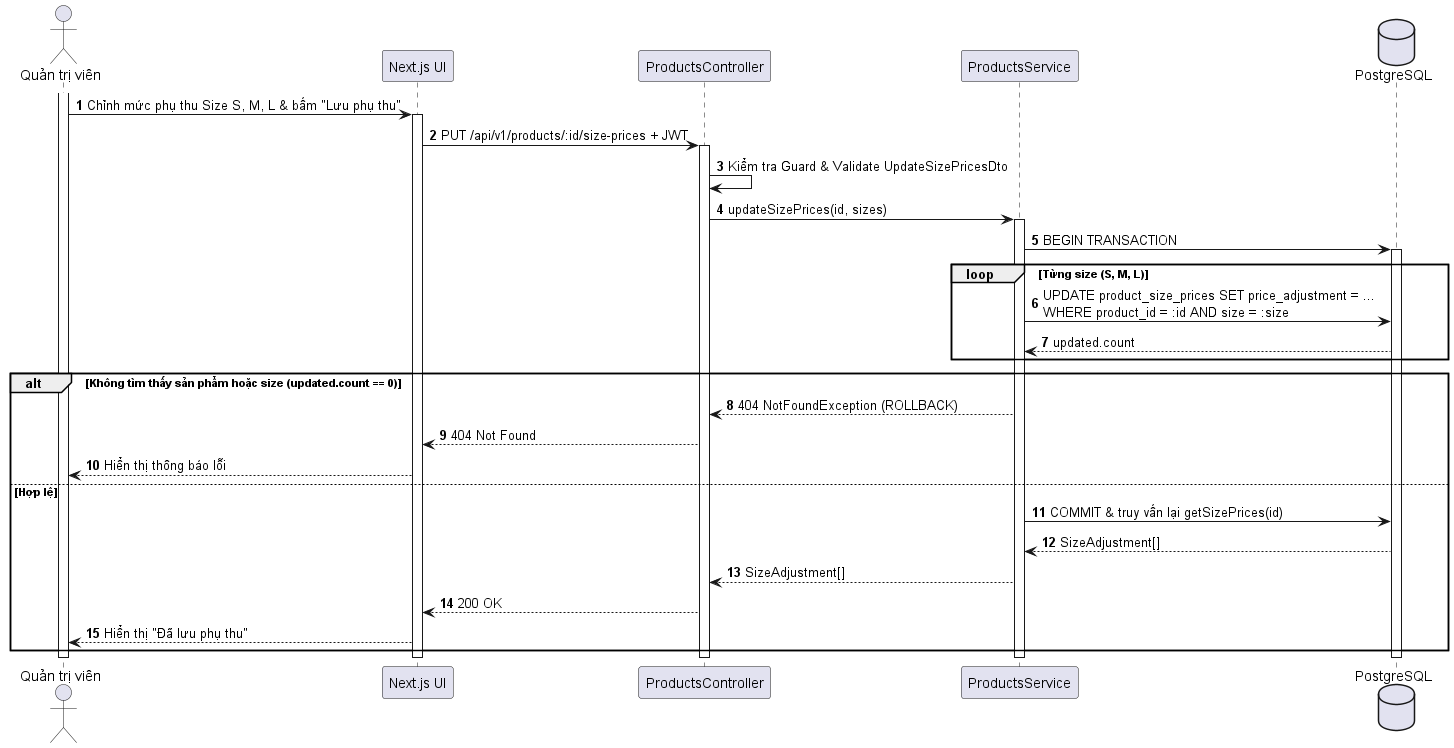 Quản trị viên
Next.js UI
ProductsController
ProductsService
PostgreSQL
1 Chỉnh mức phụ thu Size S, M, L & bấm "Lưu phụ thu"
2 PUT /api/v1/products/:id/size-prices + JWT
3 Kiểm tra Guard & Validate UpdateSizePricesDto
4 updateSizePrices(id, sizes)
5 BEGIN TRANSACTION
loop [Từng size (S, M, L)]
6 UPDATE product_size_prices SET price_adjustment = ...
WHERE product_id = :id AND size = :size
7 updated.count
alt [Không tìm thấy sản phẩm hoặc size (updated.count == 0)]
8 404 NotFoundException (ROLLBACK)
9 404 Not Found
10 Hiển thị thông báo lỗi
[Hợp lệ]
11 COMMIT & truy vấn lại getSizePrices(id)
12 SizeAdjustment[]
13 SizeAdjustment[]
14 200 OK
15 Hiển thị "Đã lưu phụ thu"
Quản trị viên
Next.js UI
ProductsController
ProductsService
PostgreSQL